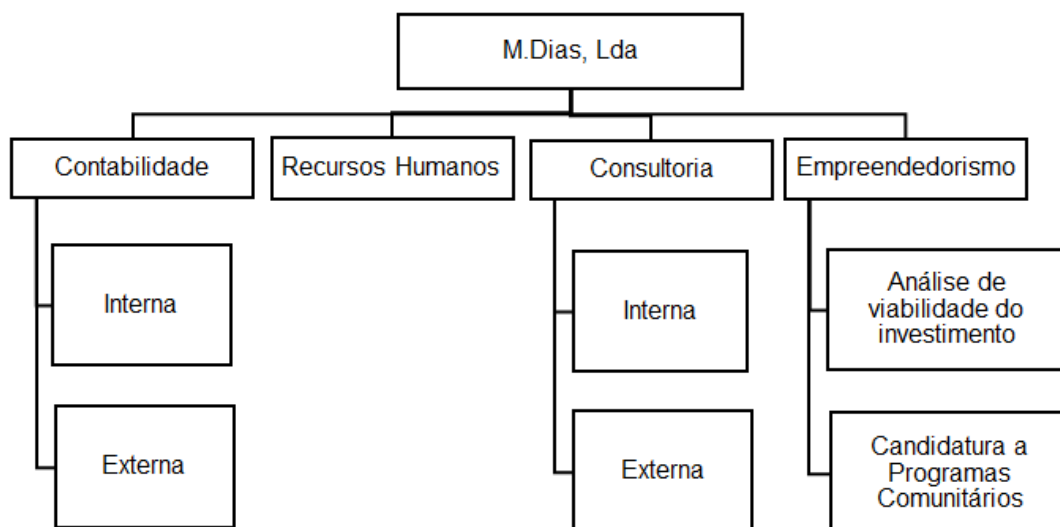 M.Dias, Lda
Contabilidade
Recursos Humanos
Consultoria
Empreendedorismo
Interna
Externa
Interna
Externa
Análise de
viabilidade do
investimento
Candidatura a
Programas
Comunitários